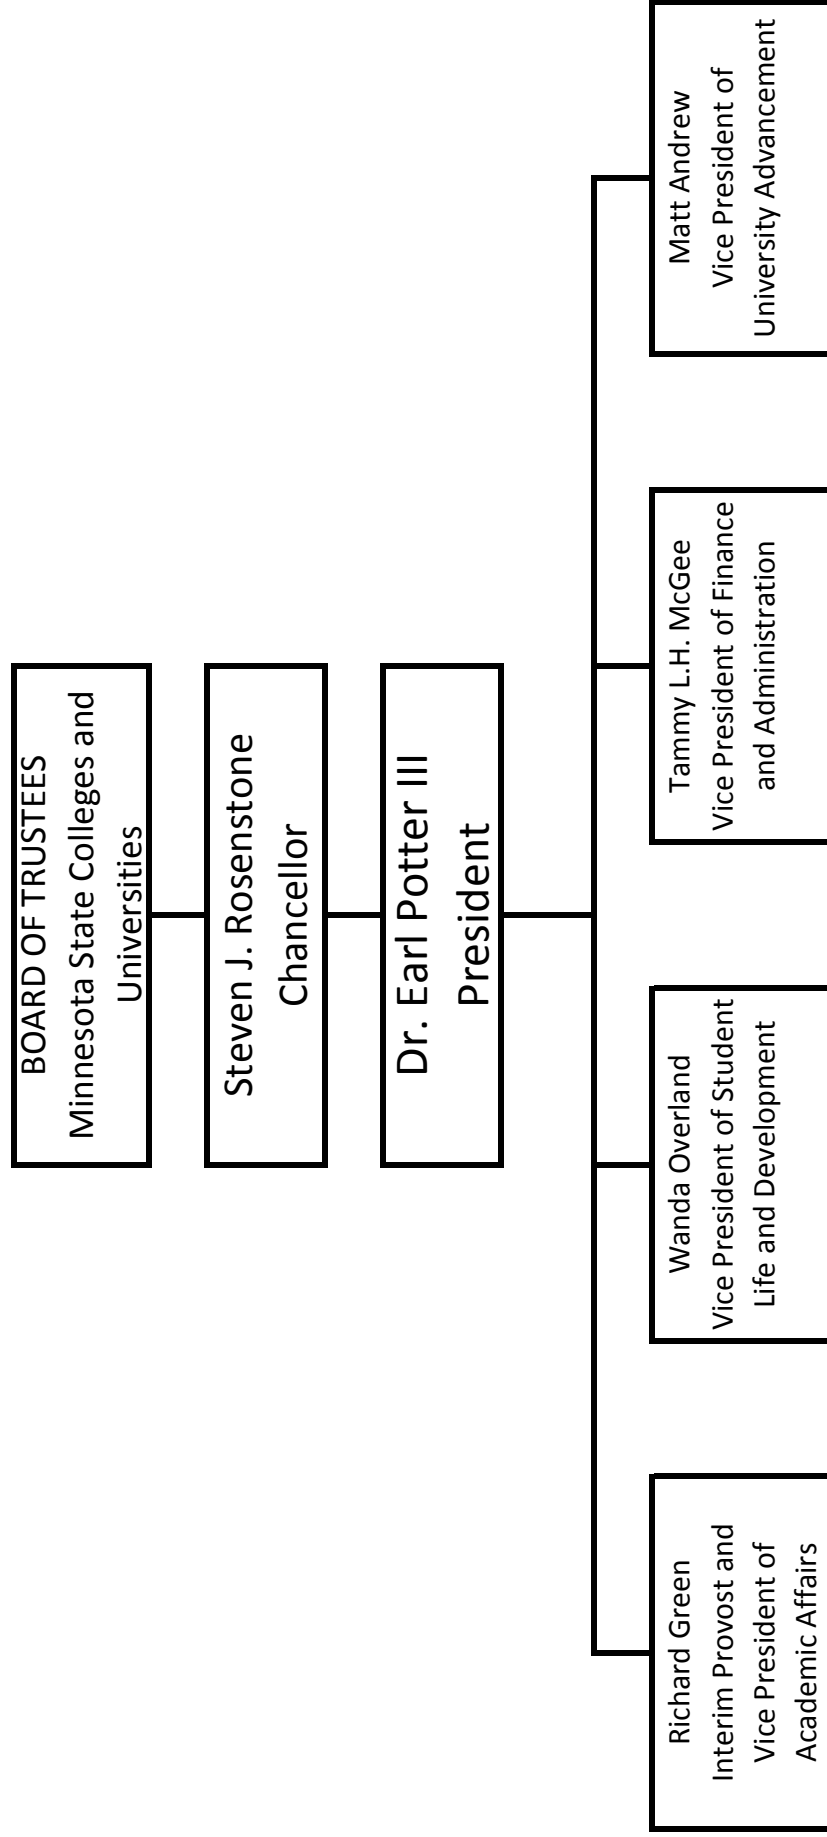 BOARD OF TRUSTEES
Minnesota State Colleges and
Universities
Steven J. Rosenstone
Chancellor
Dr. Earl Potter III
President
Richard Green
Interim Provost and
Vice President of
Academic Affairs
Wanda Overland
Vice President of Student
Life and Development
Tammy L.H. McGee
Vice President of Finance
and Administration
Matt Andrew
Vice President of
University Advancement